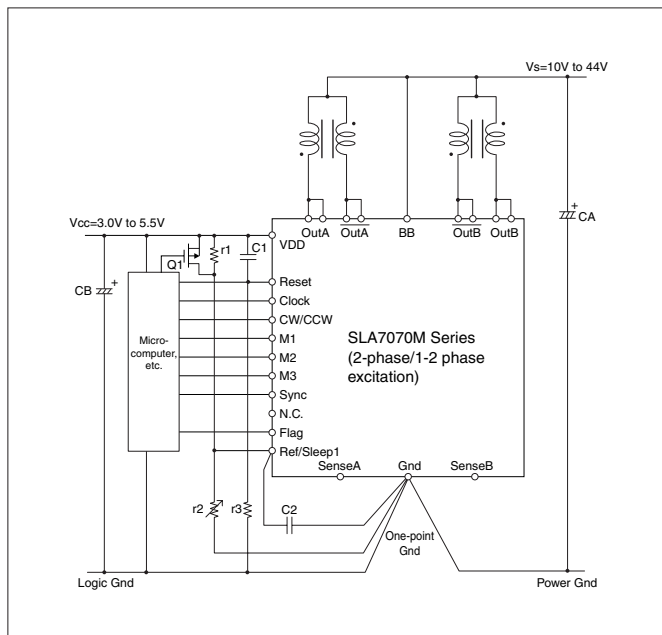 Vs=10V to 44V
Vcc=3.0V to 5.5V
OutA
OutA
BB
OutB
OutB
CA
VDD
r1
C1
Q1
CB
Reset
Clock
CW/CCW
M1
M2
M3
Sync
N.C.
Flag
Ref/Sleep1
Micro-
computer,
etc.
SLA7070M Series
(2-phase/1-2 phase
excitation)
SenseA
Gnd
SenseB
r2
r3
C2
One-point
Gnd
Logic Gnd
Power Gnd